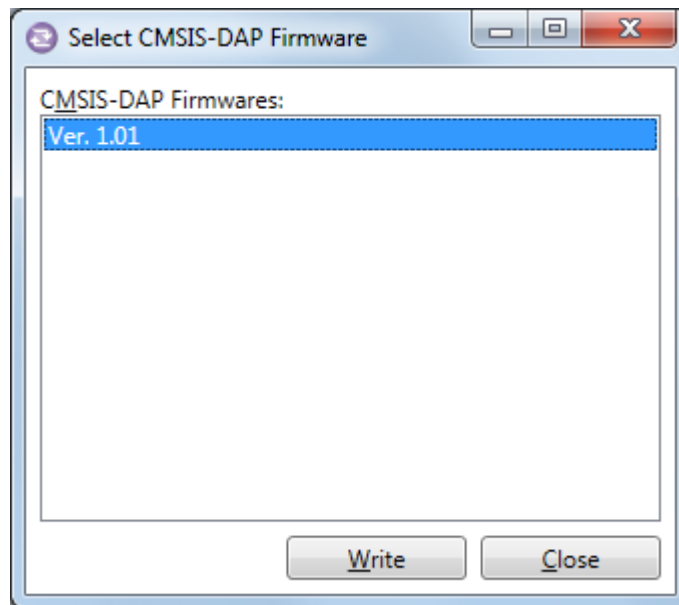 Select CMSIS-DAP Firmware
CMSIS-DAP Firmwares:
Ver. 1.01
Write
Close